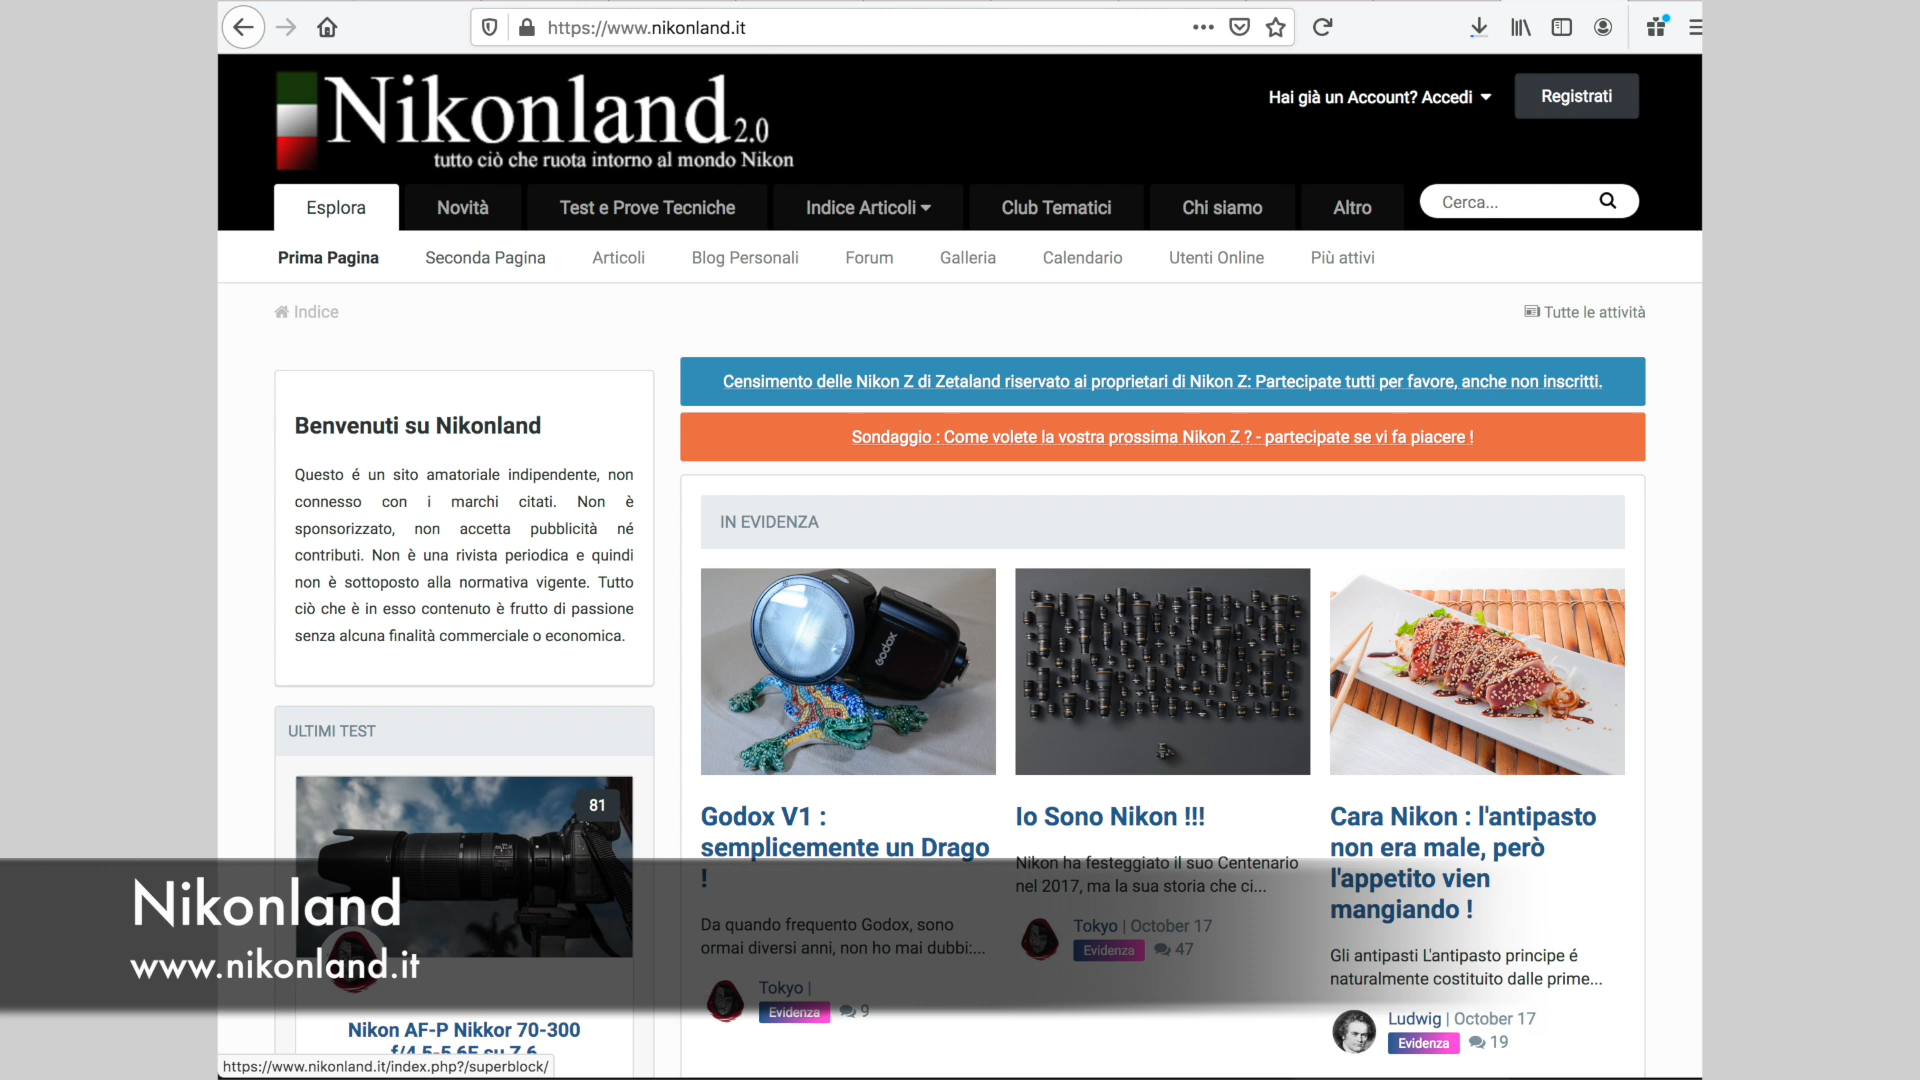 https://www.nikonland.it
Nikonland 2.0
tutto ciò che ruota intorno al mondo Nikon
Hai già un Account? Accedi
Registrati
Esplora
Novità
Test e Prove Tecniche
Indice Articoli
Club Tematici
Chi siamo
Altro
Cerca...
Prima Pagina
Seconda Pagina
Articoli
Blog Personali
Forum
Galleria
Calendario
Utenti Online
Più attivi
Indice
Tutte le attività
Benvenuti su Nikonland
Questo é un sito amatoriale indipendente, non
connesso con i marchi citati. Non è
sponsorizzato, non accetta pubblicità né
contributi. Non è una rivista periodica e quindi
non è sottoposto alla normativa vigente. Tutto
ciò che è in esso contenuto è frutto di passione
senza alcuna finalità commerciale o economica.
ULTIMI TEST
81
Nikon AF-P Nikkor 70-300
f/4.5-5.6E su Z 6
Censimento delle Nikon Z di Zetaland riservato ai proprietari di Nikon Z: Partecipate tutti per favore, anche non inscritti.
Sondaggio : Come volete la vostra prossima Nikon Z ? - partecipate se vi fa piacere !
IN EVIDENZA
Godox
Godox V1 :
semplicemente un Drago
!
Da quando frequento Godox, sono
ormai diversi anni, non ho mai dubbi:...
Tokyo |
Evidenza 9
Io Sono Nikon !!!
Nikon ha festeggiato il suo Centenario
nel 2017, ma la sua storia che ci...
Tokyo | October 17
Evidenza 47
Cara Nikon : l'antipasto
non era male, però
l'appetito vien
mangiando !
Gli antipasti L'antipasto principe é
naturalmente costituito dalle prime...
Ludwig | October 17
Evidenza 19
Nikonland
www.nikonland.it
https://www.nikonland.it/index.php?/superblock/